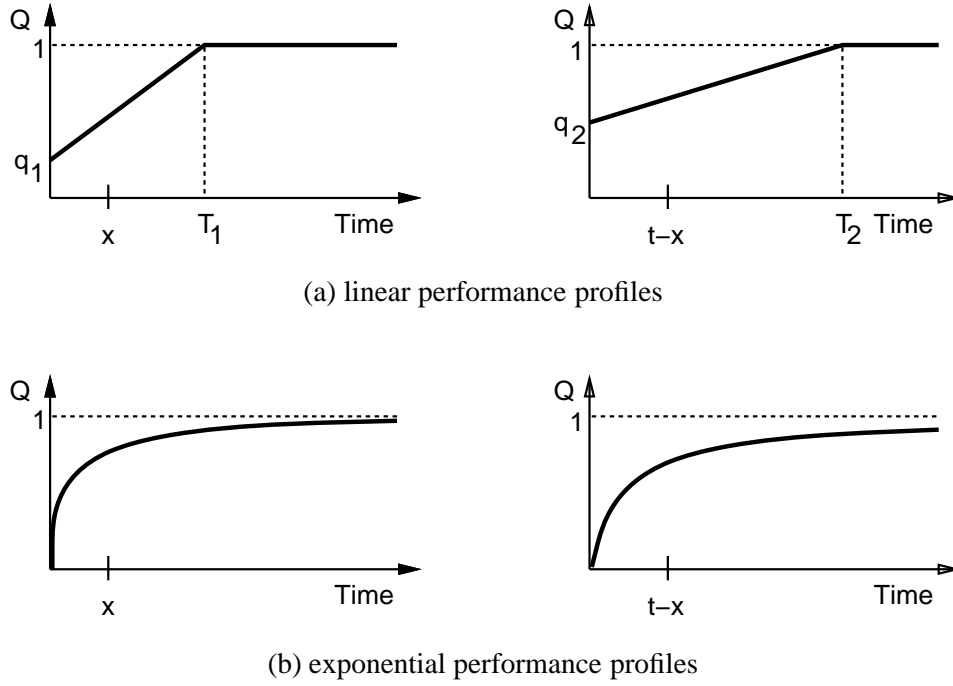 Q
1
q1
x
T1
Time
Q
1
q2
t−x
T2
Time
(a) linear performance profiles
Q
1
x
Time
Q
1
t−x
Time
(b) exponential performance profiles